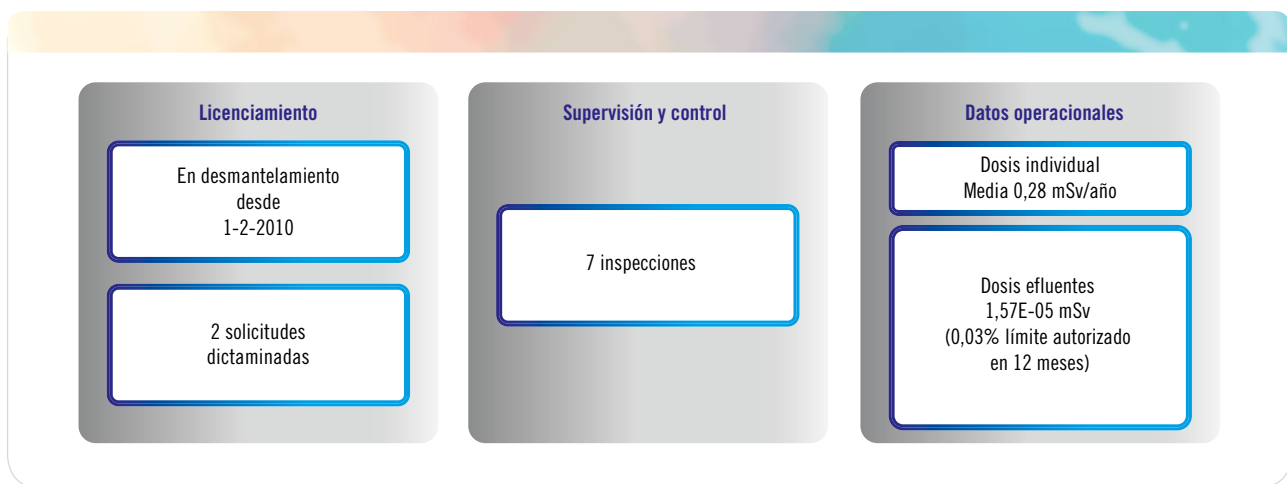 Licenciamiento
En desmantelamiento
desde
1-2-2010
2 solicitudes
dictaminadas
Supervisión y control
7 inspecciones
Datos operacionales
Dosis individual
Media 0,28 mSv/año
Dosis efluentes
1,57E-05 mSv
(0,03% límite autorizado
en 12 meses)